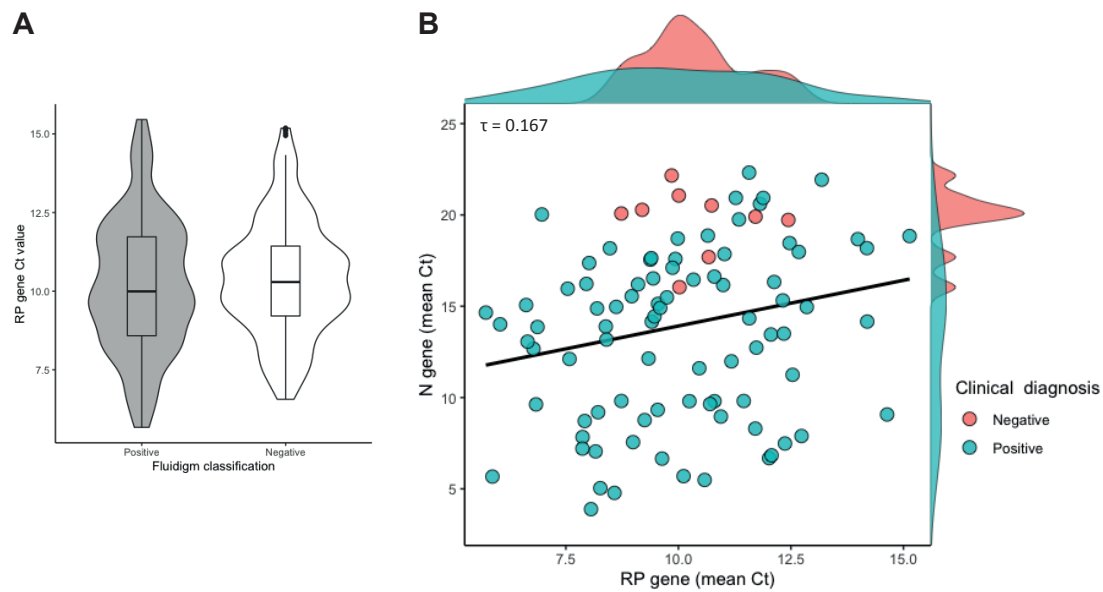 A
RP gene Ct value
15.0
12.5
10.0
7.5
Positive
Negative
Fluidigm classification
B
τ = 0.167
N gene (mean Ct)
25
20
15
10
5
7.5
10.0
12.5
15.0
RP gene (mean Ct)
Clinical diagnosis
Negative
Positive